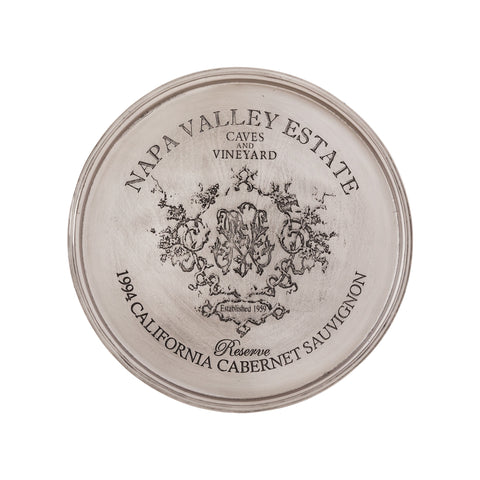 NAPA VALLEY ESTATE
CAVES
AND
VINEYARD
Established 1959
Reserve
1994 CALIFORNIA CABERNET SAUVIGNON